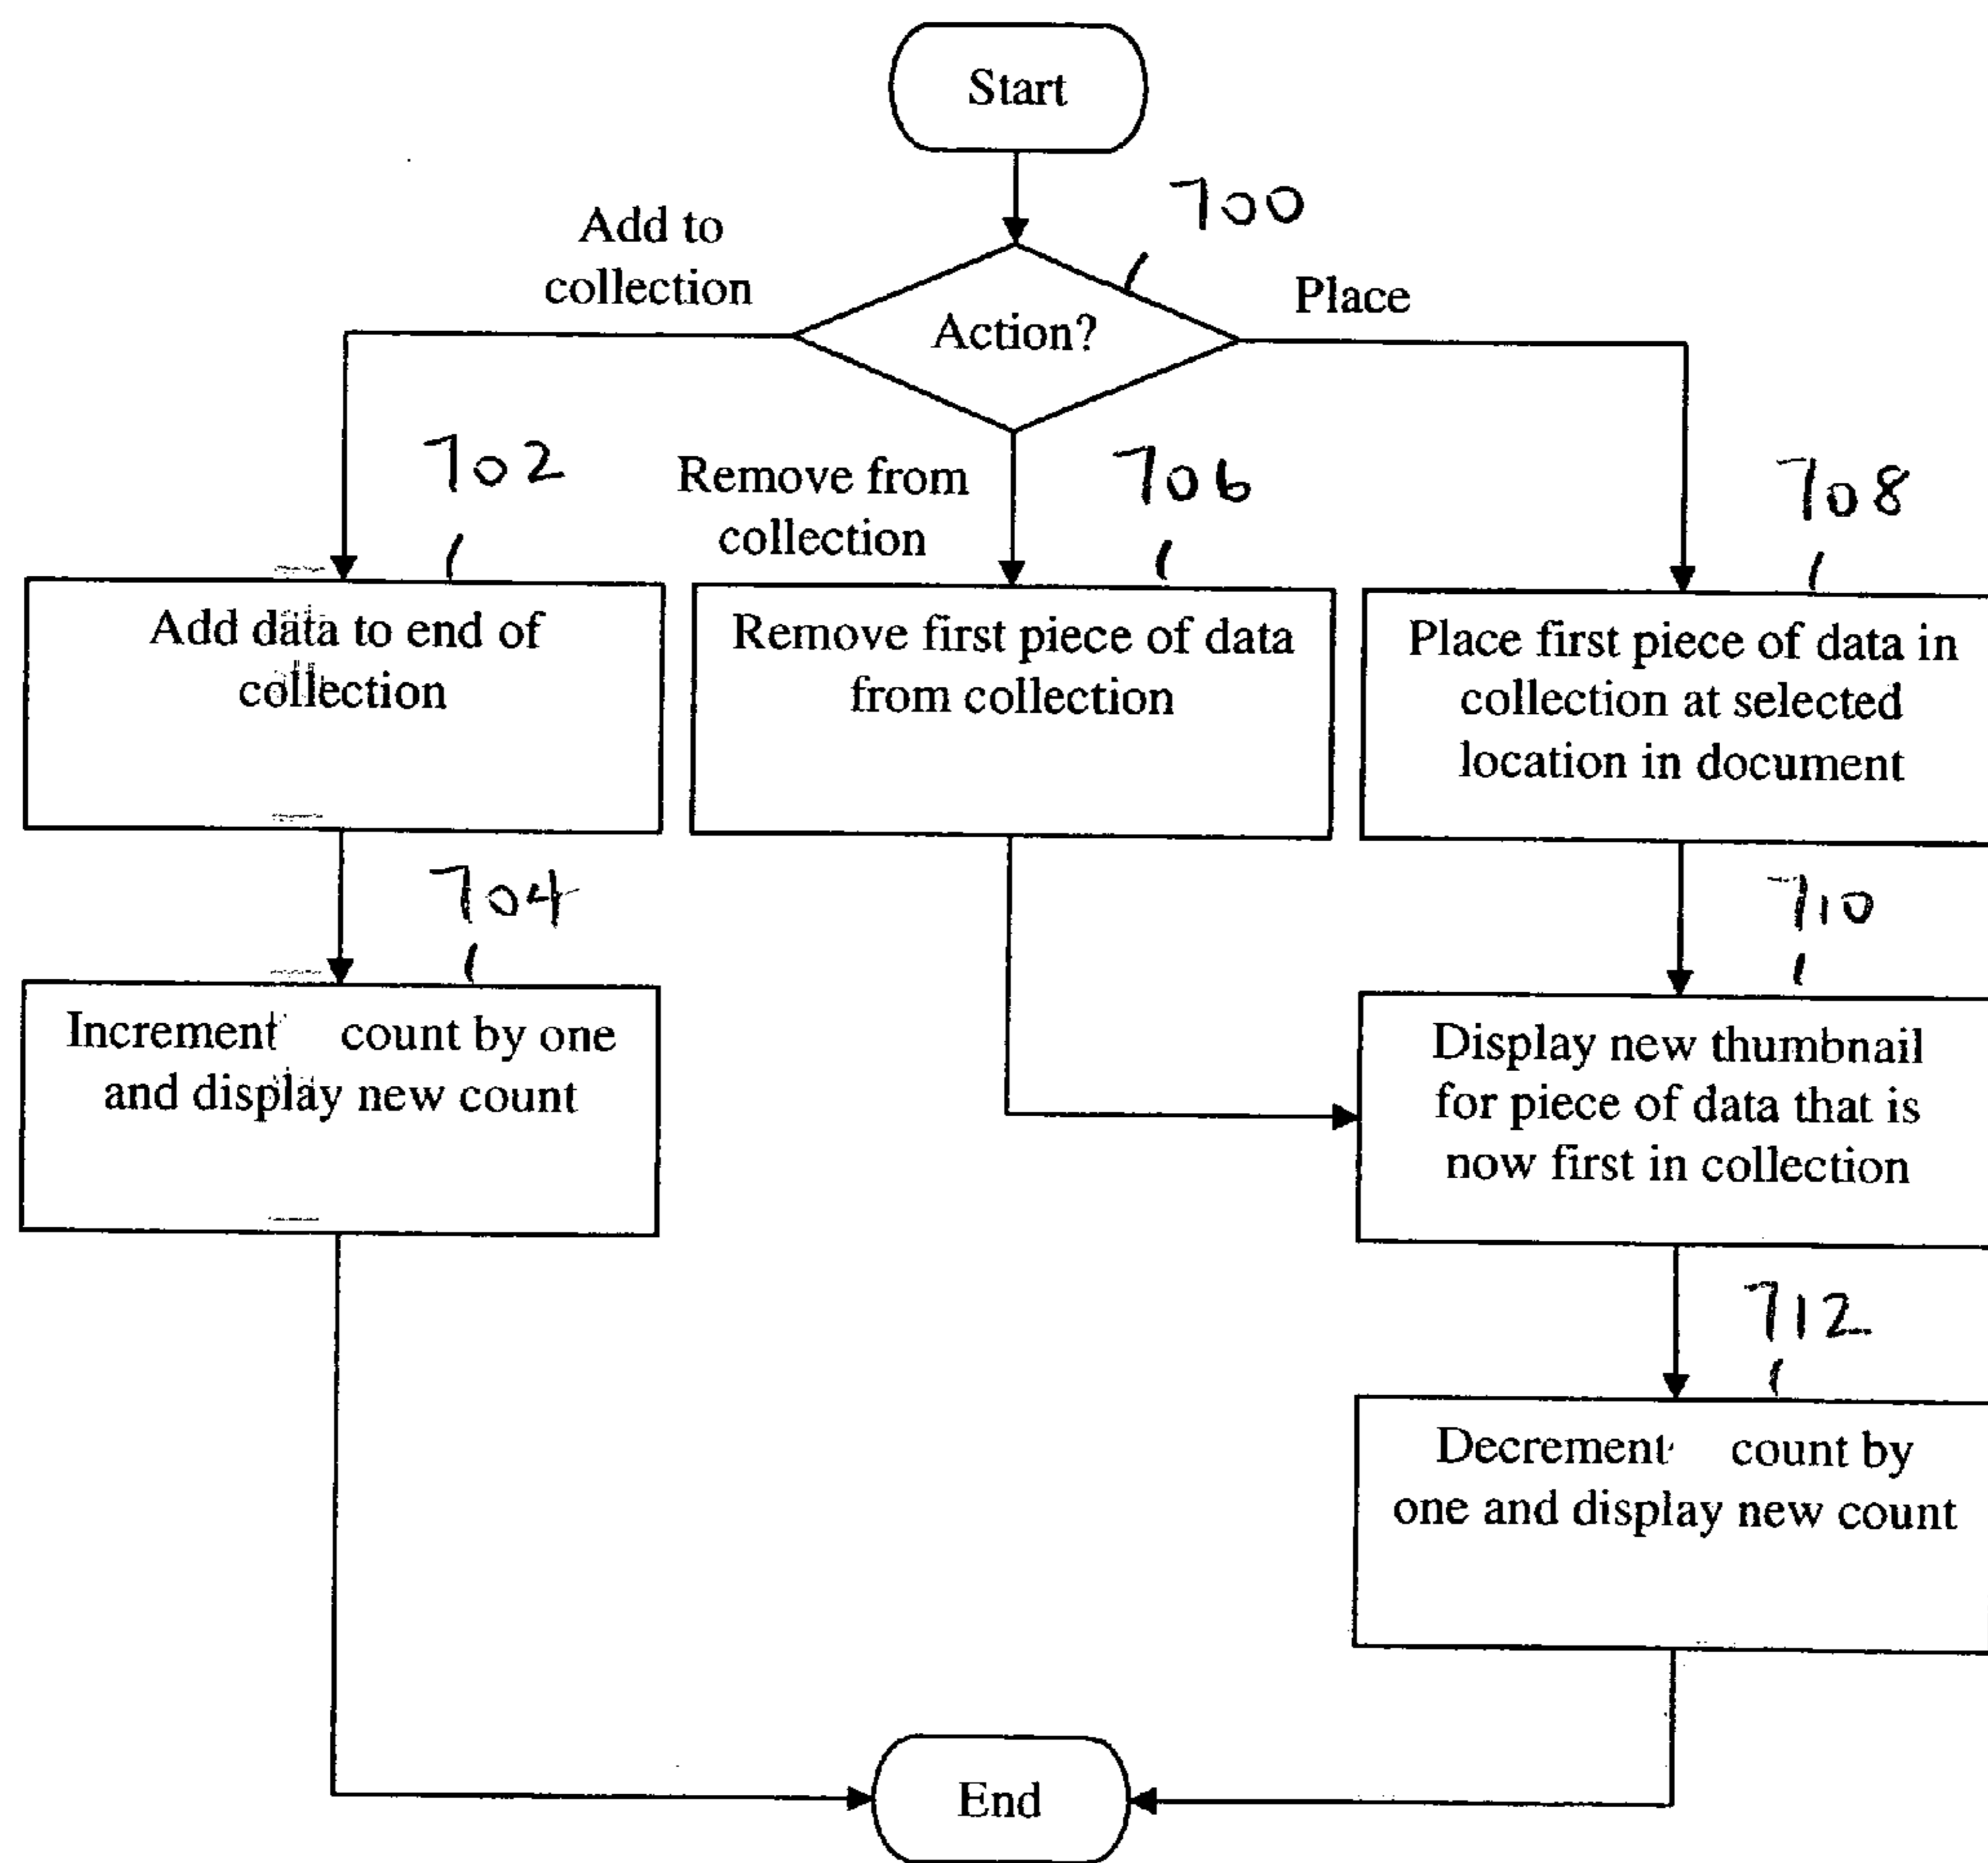 Start
700
Add to
collection
Action?
Place
702
Remove from
collection
706
708
Add data to end of
collection
Remove first piece of data
from collection
Place first piece of data in
collection at selected
location in document
704
710
Increment count by one
and display new count
Display new thumbnail
for piece of data that is
now first in collection
712
Decrement count by
one and display new count
End